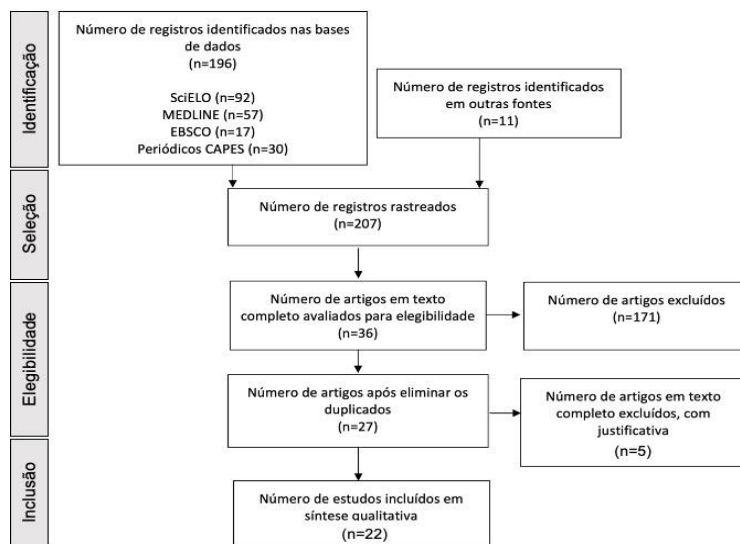 Identificação
Número de registros identificados nas bases
de dados
(n=196)
SciELO (n=92)
MEDLINE (n=57)
EBSCO (n=17)
Periódicos CAPES (n=30)
Número de registros identificados
em outras fontes
(n=11)
Seleção
Número de registros rastreados
(n=207)
Elegibilidade
Número de artigos em texto
completo avaliados para elegibilidade
(n=36)
Número de artigos excluídos
(n=171)
Número de artigos após eliminar os
duplicados
(n=27)
Número de artigos em texto
completo excluídos, com
justificativa
(n=5)
Inclusão
Número de estudos incluídos em
síntese qualitativa
(n=22)